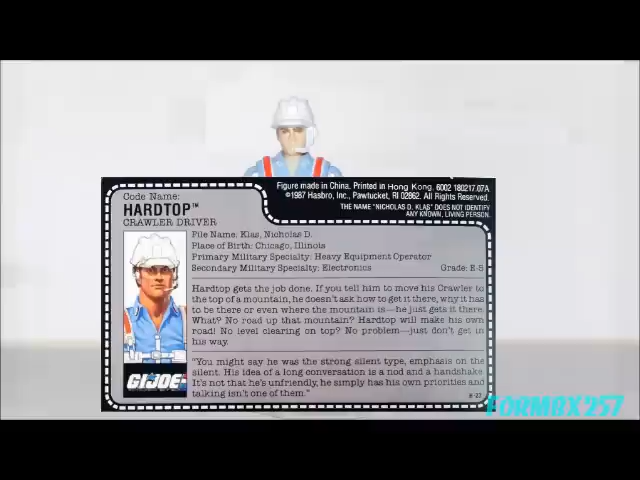 Code Name:
HARDTOP™
CRAWLER DRIVER
Figure made in China. Printed in Hong Kong. 6002 180217.07A
©1987 Hasbro, Inc., Pawtucket, RI 02862. All Rights Reserved.
THE NAME "NICHOLAS D. KLAS" DOES NOT IDENTIFY
ANY KNOWN, LIVING PERSON.
File Name: Klas, Nicholas D.
Place of Birth: Chicago, Illinois
Primary Military Specialty: Heavy Equipment Operator
Secondary Military Specialty: Electronics Grade: E-5
Hardtop gets the job done. If you tell him to move his Crawler to
the top of a mountain, he doesn't ask how to get it there, why it has
to be there or even where the mountain is—he just gets it there.
What? No road up that mountain? Hardtop will make his own
road! No level clearing on top? No problem—just don't get in
his way.
"You might say he was the strong silent type, emphasis on the
silent. His idea of a long conversation is a nod and a handshake.
It's not that he's unfriendly, he simply has his own priorities and
talking isn't one of them."
GI JOE
FORMBX'257